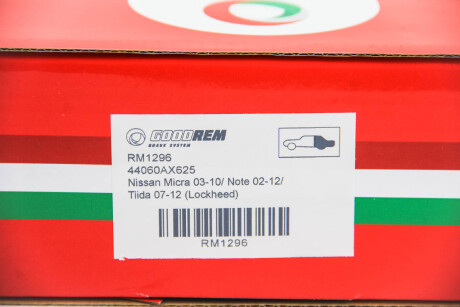 GOODREM
BRAKE SYSTEM
RM1296
44060AX625
Nissan Micra 03-10/ Note 02-12/
Tiida 07-12 (Lockheed)
RM1296